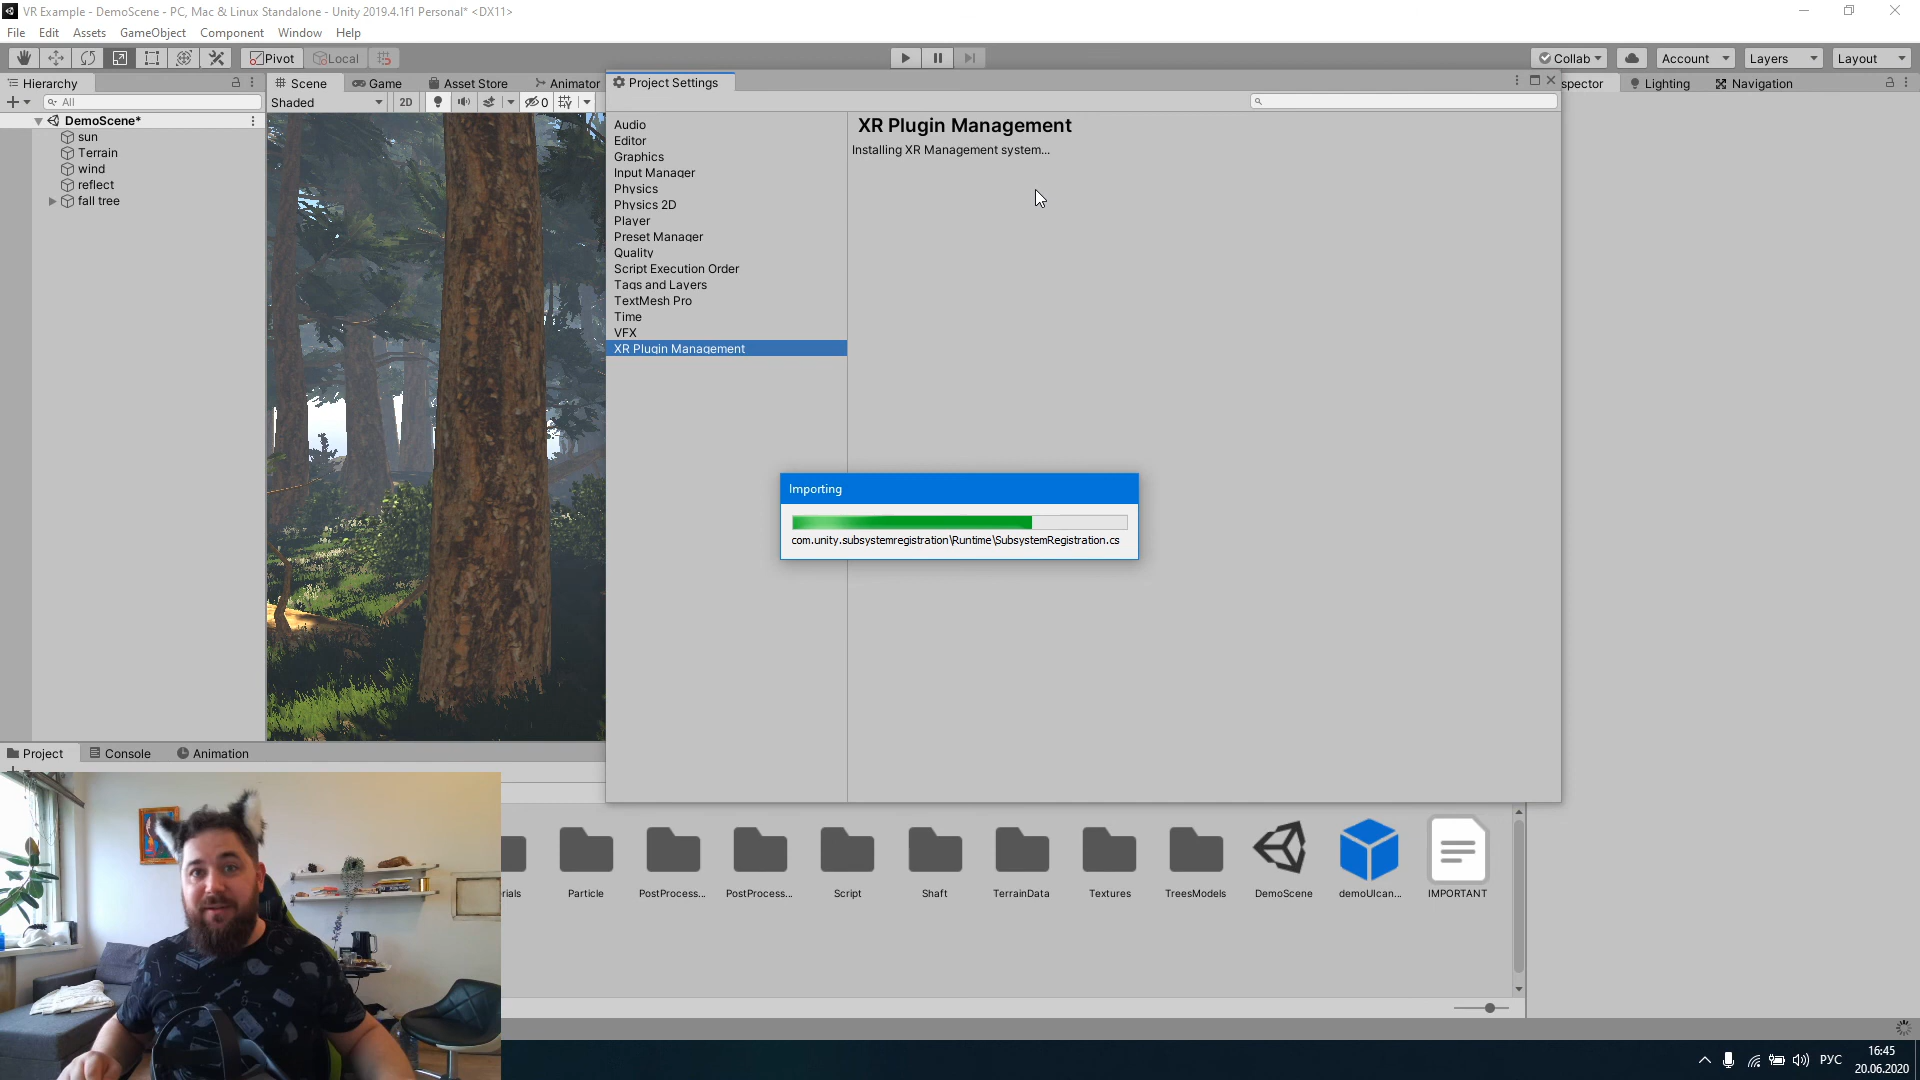 VR Example - DemoScene - PC, Mac & Linux Standalone - Unity 2019.4.1f1 Personal* <DX11>
File Edit Assets GameObject Component Window Help
Pivot Local Collab Account Layers Layout
Hierarchy Scene Game Asset Store Animator Project Settings spector Lighting Navigation
All Shaded 2D 0
DemoScene*
sun
Terrain
wind
reflect
fall tree
Audio
Editor
Graphics
Input Manager
Physics
Physics 2D
Player
Preset Manager
Quality
Script Execution Order
Tags and Layers
TextMesh Pro
Time
VFX
XR Plugin Management
XR Plugin Management
Installing XR Management system...
Importing
com.unity.subsystemregistration\Runtime\SubsystemRegistration.cs
Project Console Animation
rials Particle PostProcess... PostProcess... Script Shaft TerrainData Textures TreesModels DemoScene demoUIcan... IMPORTANT
РУС
16:45
20.06.2020